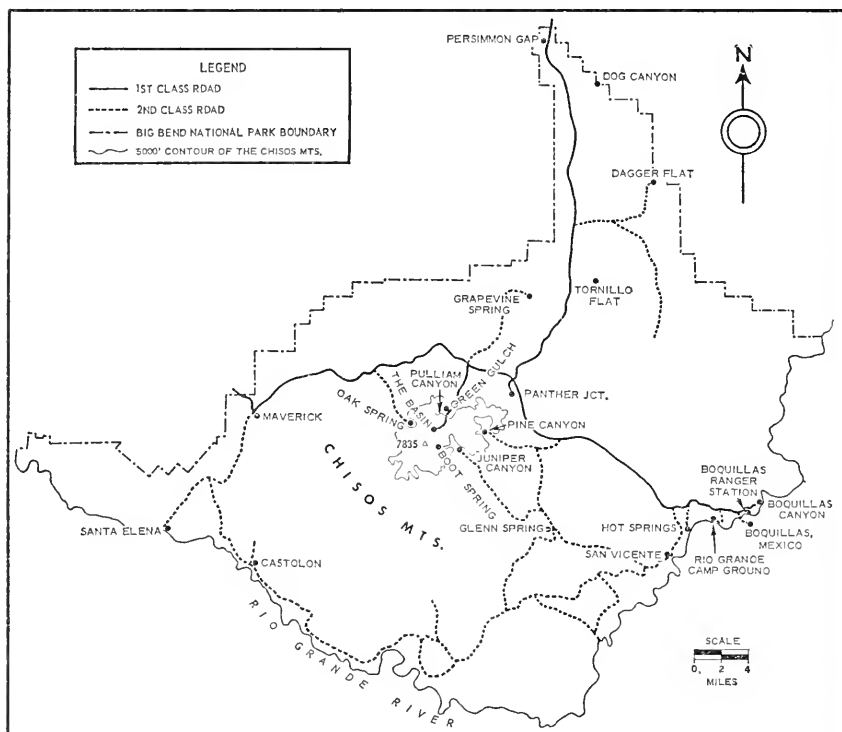 PERSIMMON GAP
LEGEND
1ST CLASS ROAD
2ND CLASS ROAD
BIG BEND NATIONAL PARK BOUNDARY
5000' CONTOUR OF THE CHISOS MTS.
N
DOG CANYON
DAGGER FLAT
TORNILLO
FLAT
GRAPEVINE
SPRING
PULLIAM
CANYON
GREEN GULCH
THE BASIN
OAK SPRING
PANTHER JCT.
MAVERICK
PINE CANYON
7835
JUNIPER
CANYON
BOOT SPRING
CHISOS MTS.
BOQUILLAS
RANGER
STATION
BOQUILLAS
CANYON
SANTA ELENA
GLENN SPRING
HOT SPRINGS
BOQUILLAS,
MEXICO
SAN VICENTE
RIO GRANDE
CAMP GROUND
CASTOLON
RIO GRANDE RIVER
SCALE
0, 2 4
MILES